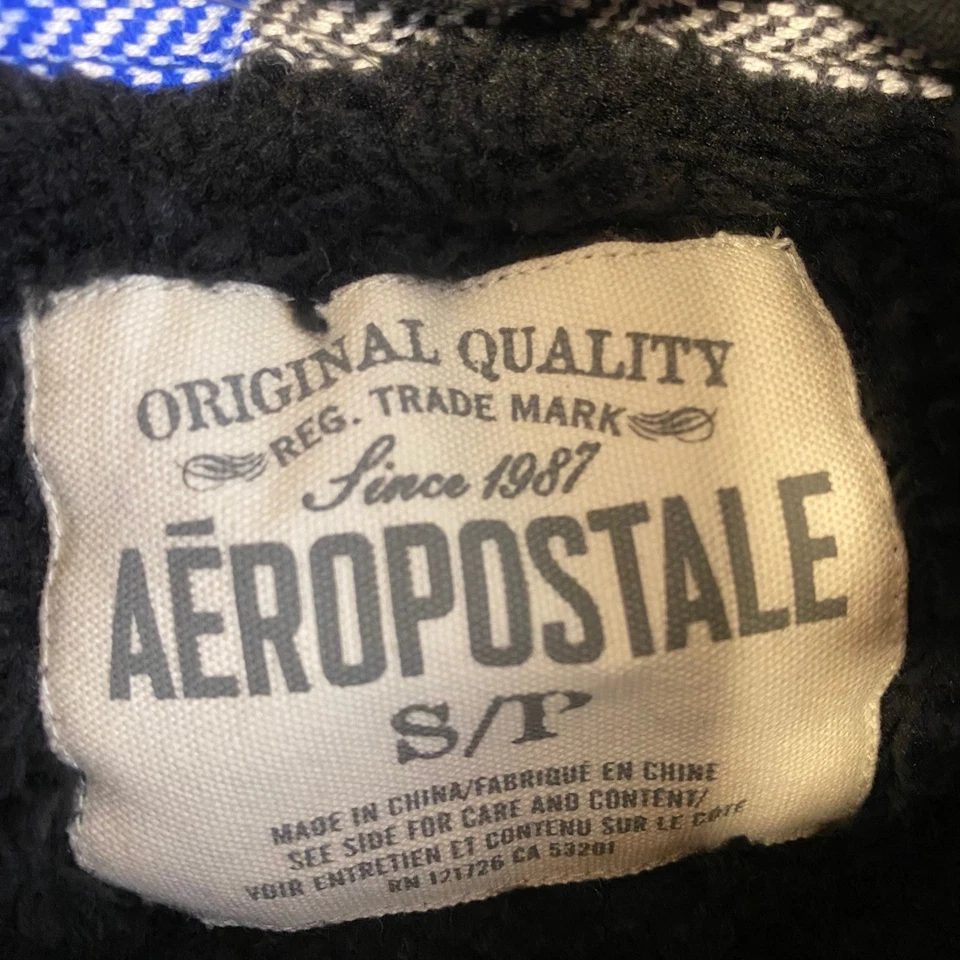 ORIGINAL QUALITY
REG. TRADE MARK
Since 1987
AĒROPOSTALE
S/P
MADE IN CHINA/FABRIQUÉ EN CHINE
SEE SIDE FOR CARE AND CONTENT/
VOIR ENTRETIEN ET CONTENU SUR LE CÔTÉ
RN 121726 CA 53201